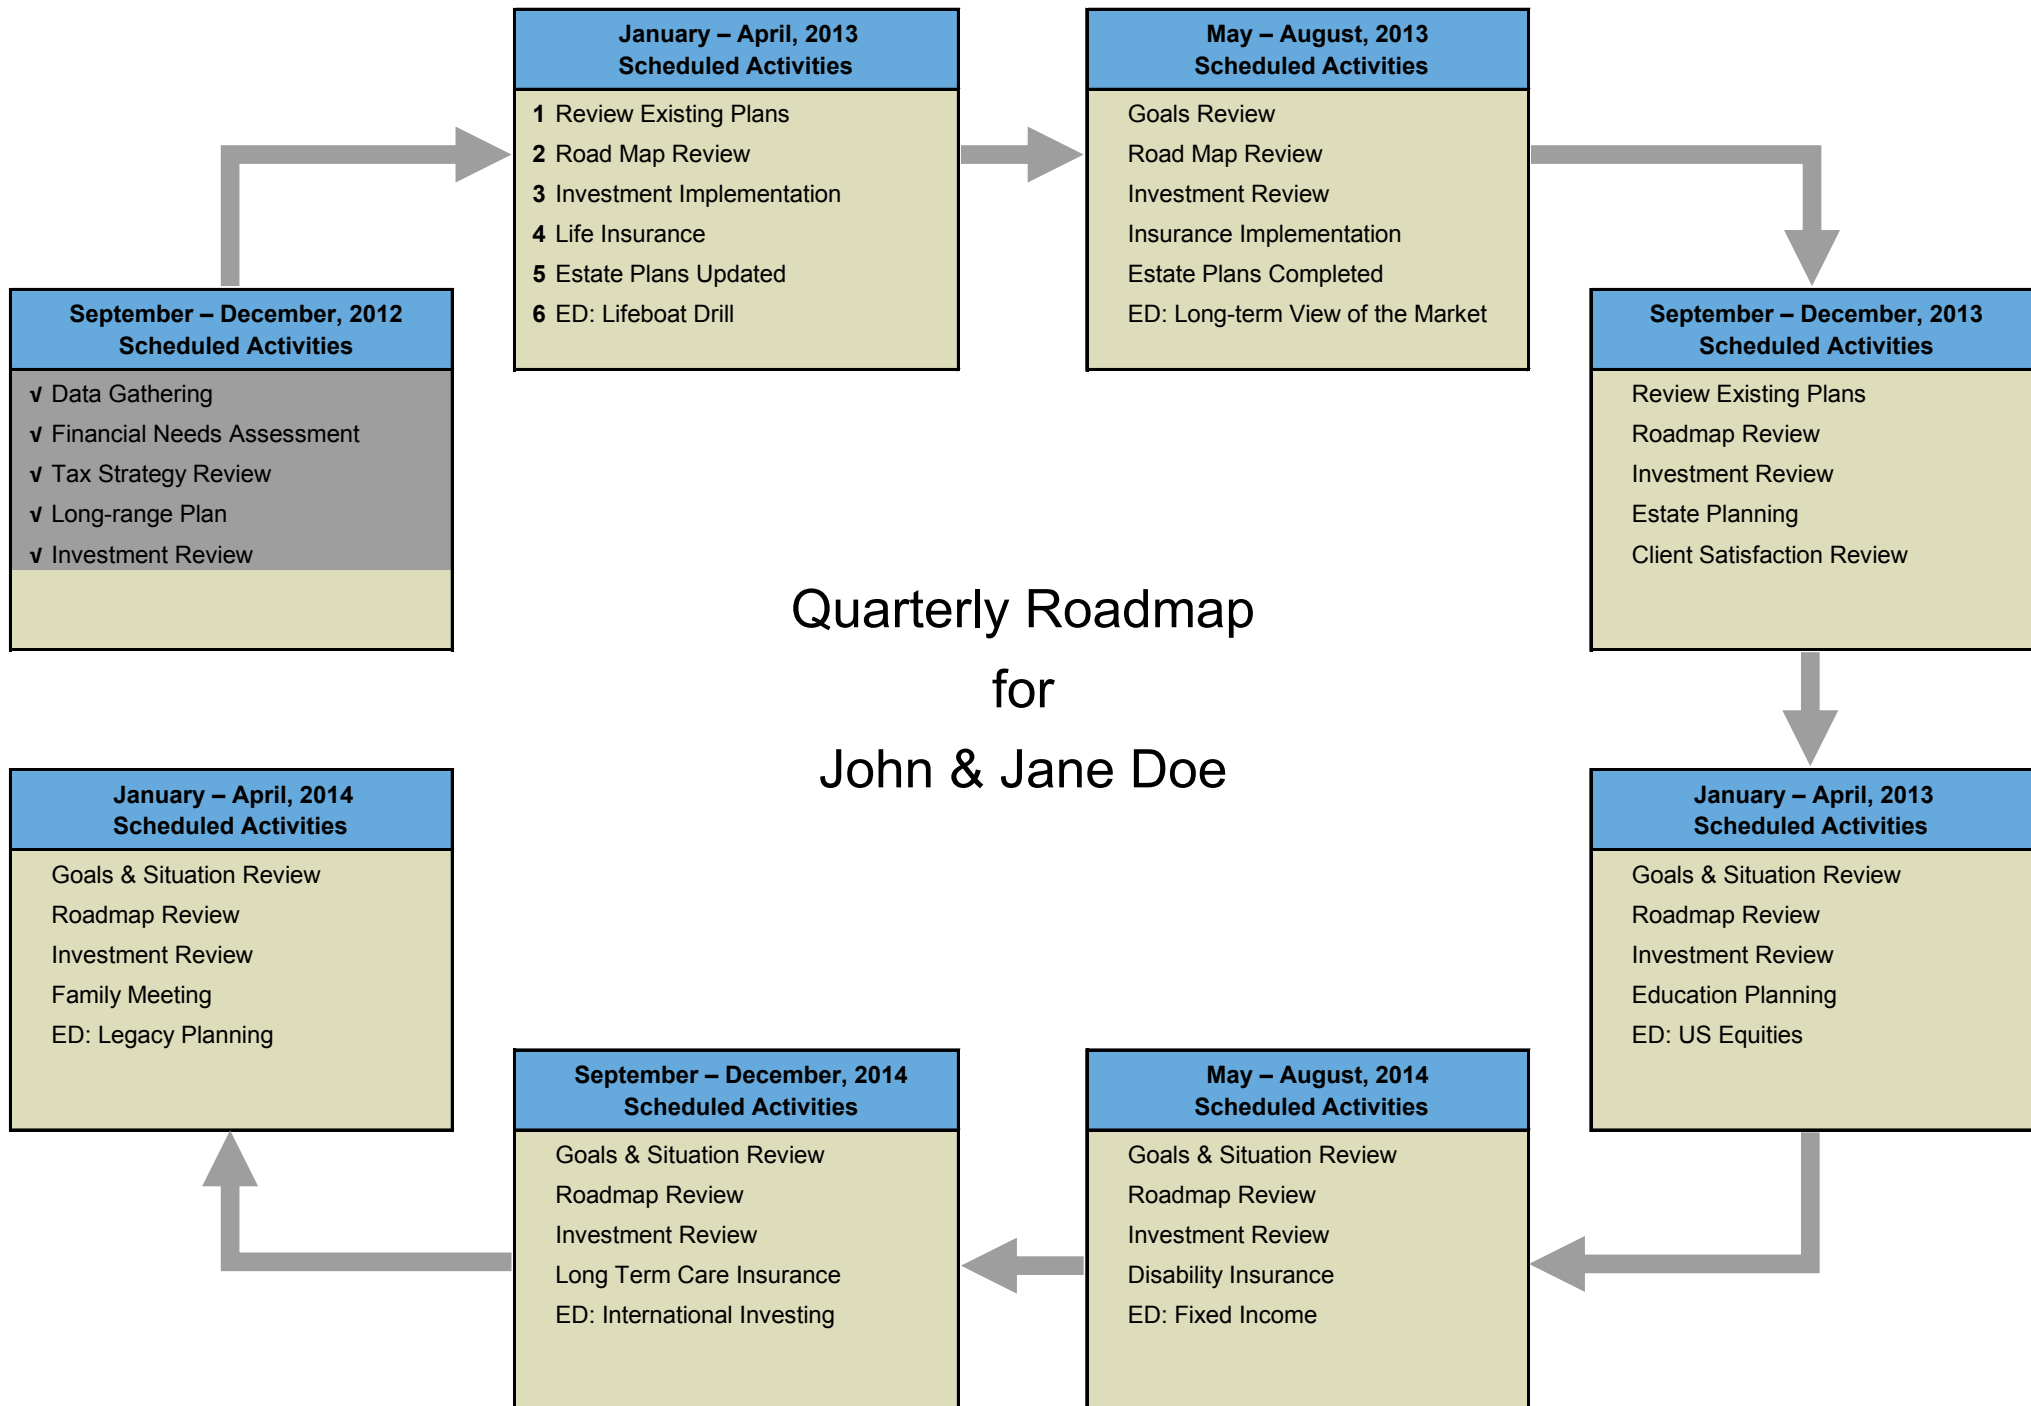 January – April, 2013
Scheduled Activities
1 Review Existing Plans
2 Road Map Review
3 Investment Implementation
4 Life Insurance
5 Estate Plans Updated
6 ED: Lifeboat Drill
May – August, 2013
Scheduled Activities
Goals Review
Road Map Review
Investment Review
Insurance Implementation
Estate Plans Completed
ED: Long-term View of the Market
September – December, 2012
Scheduled Activities
√ Data Gathering
√ Financial Needs Assessment
√ Tax Strategy Review
√ Long-range Plan
√ Investment Review
September – December, 2013
Scheduled Activities
Review Existing Plans
Roadmap Review
Investment Review
Estate Planning
Client Satisfaction Review
Quarterly Roadmap
for
John & Jane Doe
January – April, 2014
Scheduled Activities
Goals & Situation Review
Roadmap Review
Investment Review
Family Meeting
ED: Legacy Planning
January – April, 2013
Scheduled Activities
Goals & Situation Review
Roadmap Review
Investment Review
Education Planning
ED: US Equities
September – December, 2014
Scheduled Activities
Goals & Situation Review
Roadmap Review
Investment Review
Long Term Care Insurance
ED: International Investing
May – August, 2014
Scheduled Activities
Goals & Situation Review
Roadmap Review
Investment Review
Disability Insurance
ED: Fixed Income